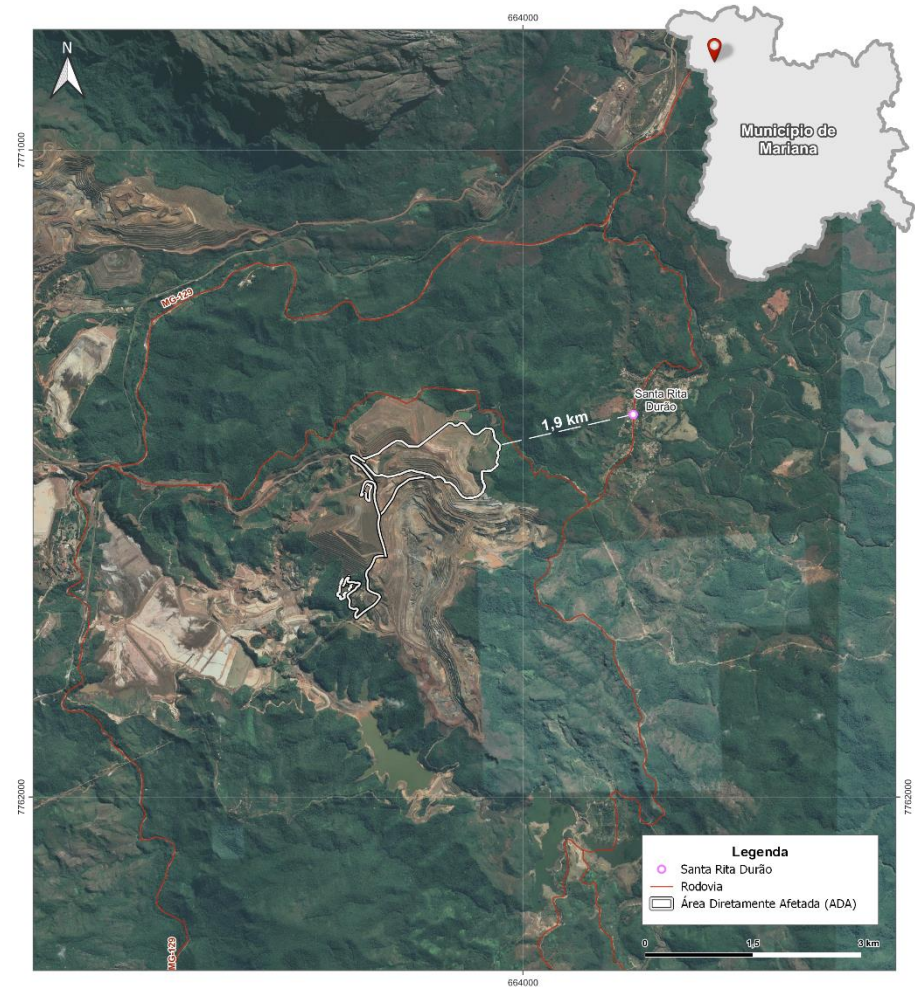 664000
N
Município de
Mariana
7771000
7771000
MG-129
Santa Rita
Durão
1,9 km
7762000
7762000
Legenda
Santa Rita Durão
Rodovia
Área Diretamente Afetada (ADA)
0 1,5 3 km
MG-129
664000